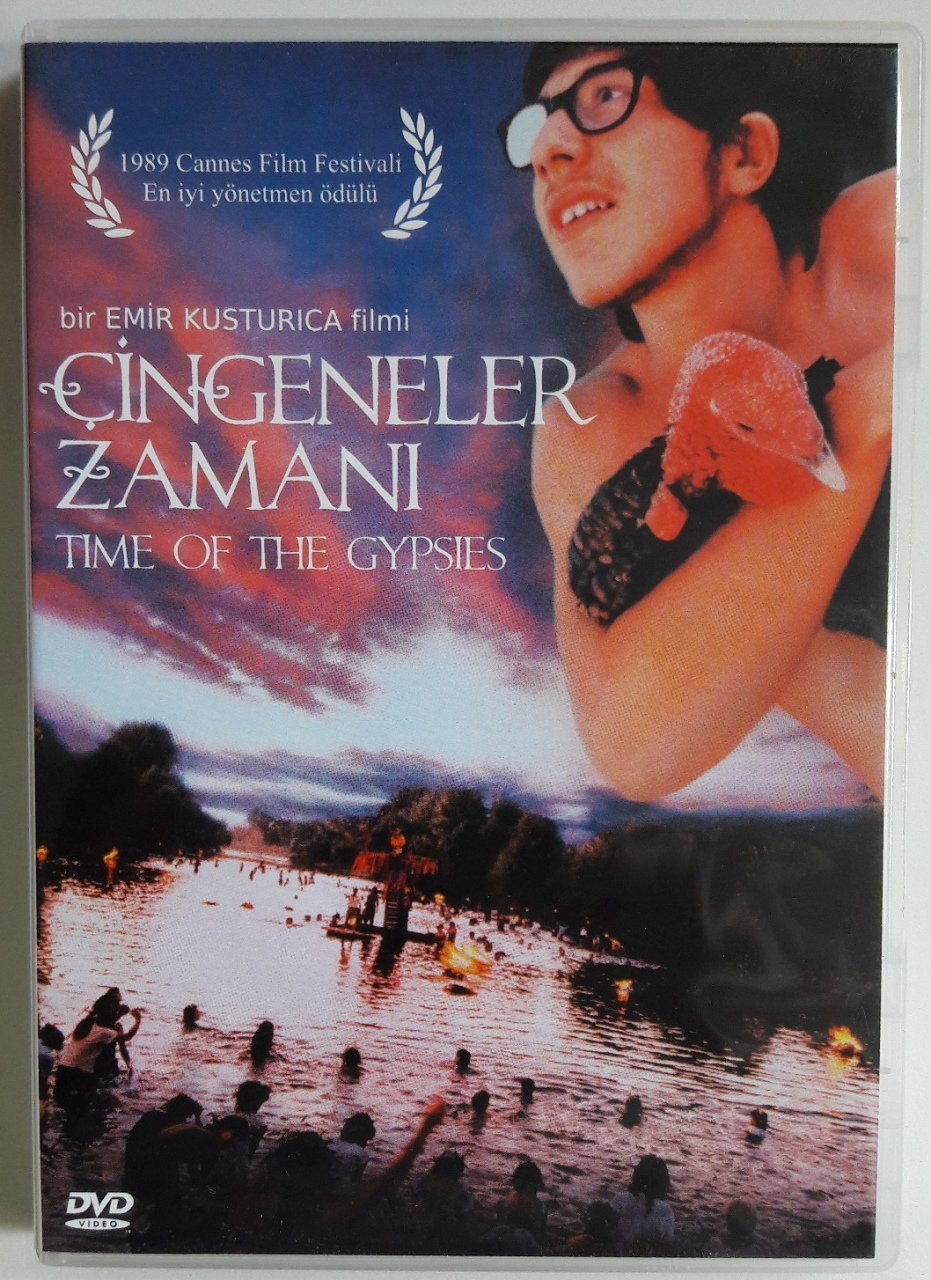 1989 Cannes Film Festivali
En iyi yönetmen ödülü
bir EMİR KUSTURICA filmi
ÇİNGENELER
ZAMANI
TIME OF THE GYPSIES
DVD
VIDEO